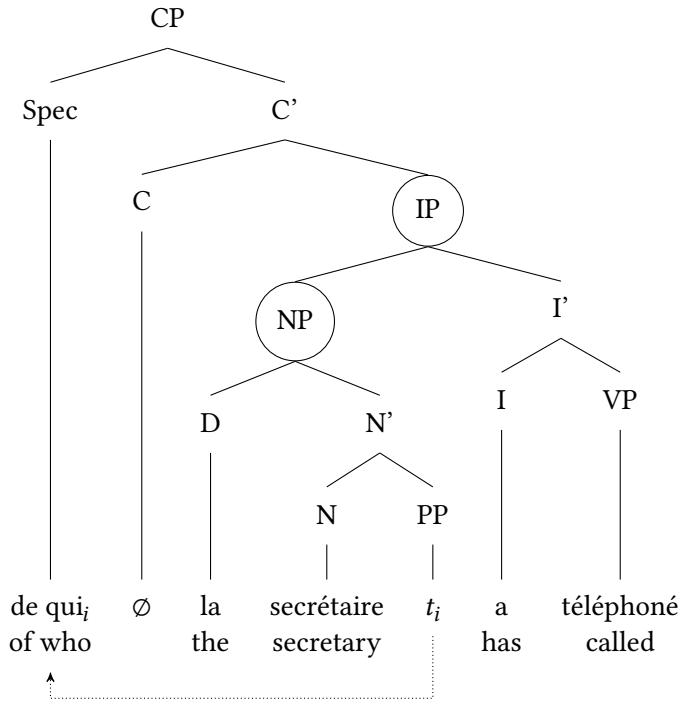 CP
Spec C’
C IP
NP I’
D N’ I VP
N PP
de quiᵢ ∅ la secrétaire tᵢ a téléphoné
of who the secretary has called